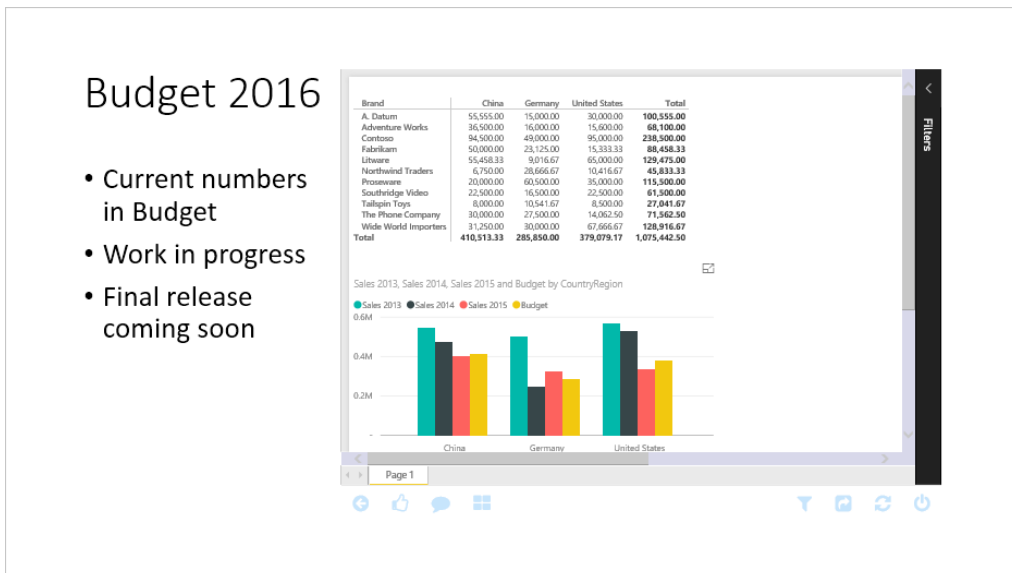 Budget 2016
• Current numbers
in Budget
• Work in progress
• Final release
coming soon
Brand China Germany United States Total
A. Datum 55,555.00 15,000.00 30,000.00 100,555.00
Adventure Works 36,500.00 16,000.00 15,600.00 68,100.00
Contoso 94,500.00 49,000.00 95,000.00 238,500.00
Fabrikam 50,000.00 23,125.00 15,333.33 88,458.33
Litware 55,458.33 9,016.67 65,000.00 129,475.00
Northwind Traders 6,750.00 28,666.67 10,416.67 45,833.33
Proseware 20,000.00 60,500.00 35,000.00 115,500.00
Southridge Video 22,500.00 16,500.00 22,500.00 61,500.00
Tailspin Toys 8,000.00 10,541.67 8,500.00 27,041.67
The Phone Company 30,000.00 27,500.00 14,062.50 71,562.50
Wide World Importers 31,250.00 30,000.00 67,666.67 128,916.67
Total 410,513.33 285,850.00 379,079.17 1,075,442.50
Sales 2013, Sales 2014, Sales 2015 and Budget by CountryRegion
Sales 2013 Sales 2014 Sales 2015 Budget
0.6M
0.4M
0.2M
-
China Germany United States
Page 1
Filters